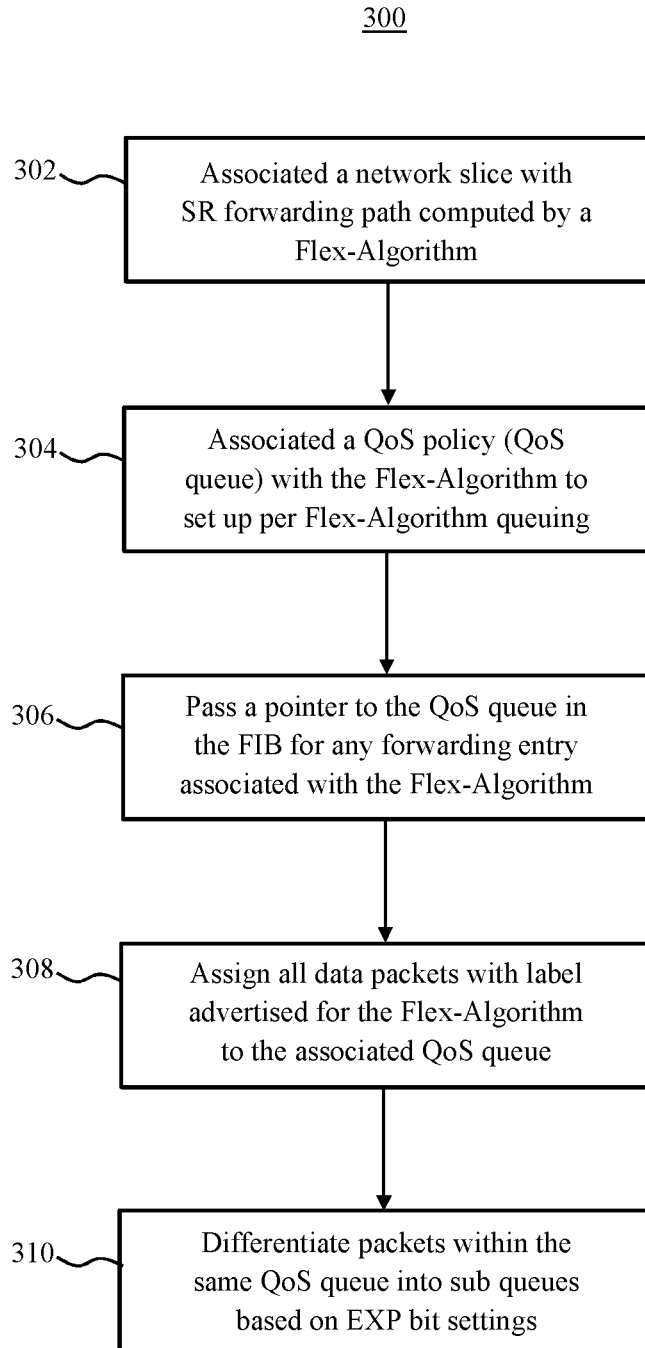 300
302
Associated a network slice with
SR forwarding path computed by a
Flex-Algorithm
304
Associated a QoS policy (QoS
queue) with the Flex-Algorithm to
set up per Flex-Algorithm queuing
306
Pass a pointer to the QoS queue in
the FIB for any forwarding entry
associated with the Flex-Algorithm
308
Assign all data packets with label
advertised for the Flex-Algorithm
to the associated QoS queue
310
Differentiate packets within the
same QoS queue into sub queues
based on EXP bit settings